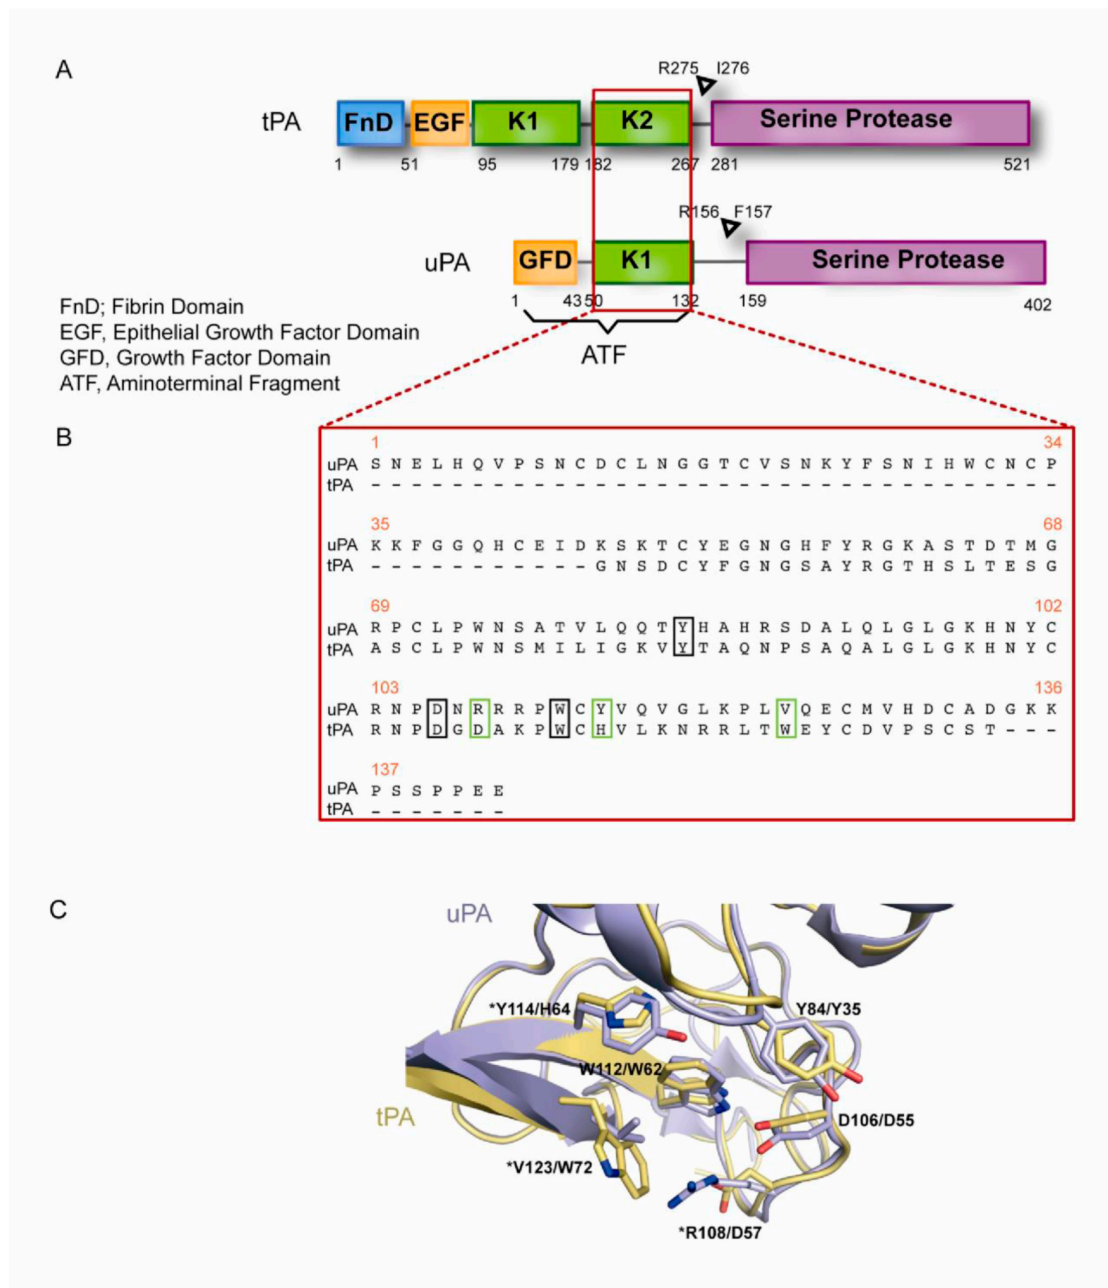 A
R275 I276
tPA FnD EGF K1 K2 Serine Protease
1 51 95 179 182 267 281 521
R156 F157
uPA GFD K1 Serine Protease
1 43 50 132 159 402
FnD; Fibrin Domain
EGF, Epithelial Growth Factor Domain
GFD, Growth Factor Domain
ATF, Aminoterminal Fragment
ATF
B
1 34
uPA S N E L H Q V P S N C D C L N G G T C V S N K Y F S N I H W C N C P
tPA - - - - - - - - - - - - - - - - - - - - - - - - - - - - - - - - - -
35 68
uPA K K F G G Q H C E I D K S K T C Y E G N G H F Y R G K A S T D T M G
tPA - - - - - - - - - - - G N S D C Y F G N G S A Y R G T H S L T E S G
69 102
uPA R P C L P W N S A T V L Q Q T Y H A H R S D A L Q L G L G K H N Y C
tPA A S C L P W N S M I L I G K V Y T A Q N P S A Q A L G L G K H N Y C
103 136
uPA R N P D N R R R P W C Y V Q V G L K P L V Q E C M V H D C A D G K K
tPA R N P D G D A K P W C H V L K N R R L T W E Y C D V P S C S T - - -
137
uPA P S S P P E E
tPA - - - - - - -
C
uPA
*Y114/H64
Y84/Y35
W112/W62
tPA
D106/D55
*V123/W72
*R108/D57